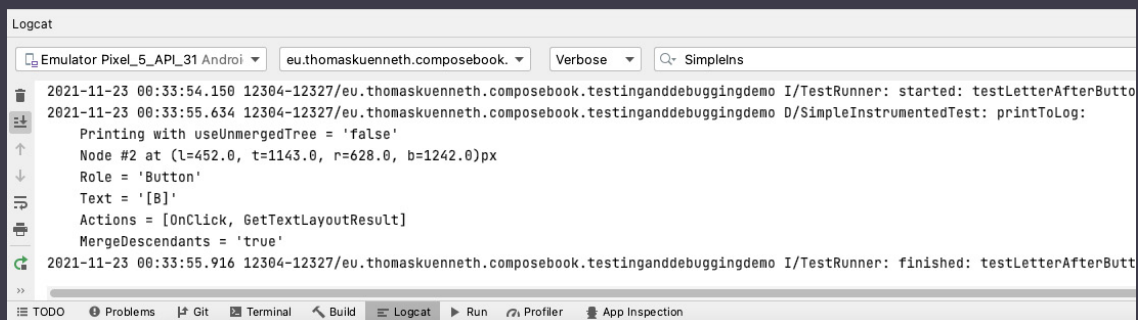 Logcat
Emulator Pixel_5_API_31 Androi eu.thomaskuenneth.composebook. Verbose SimpleIns
2021-11-23 00:33:54.150 12304-12327/eu.thomaskuenneth.composebook.testinganddebuggingdemo I/TestRunner: started: testLetterAfterButto
2021-11-23 00:33:55.634 12304-12327/eu.thomaskuenneth.composebook.testinganddebuggingdemo D/SimpleInstrumentedTest: printToLog:
Printing with useUnmergedTree = 'false'
Node #2 at (l=452.0, t=1143.0, r=628.0, b=1242.0)px
Role = 'Button'
Text = '[B]'
Actions = [OnClick, GetTextLayoutResult]
MergeDescendants = 'true'
2021-11-23 00:33:55.916 12304-12327/eu.thomaskuenneth.composebook.testinganddebuggingdemo I/TestRunner: finished: testLetterAfterButt
TODO Problems Git Terminal Build Logcat Run Profiler App Inspection